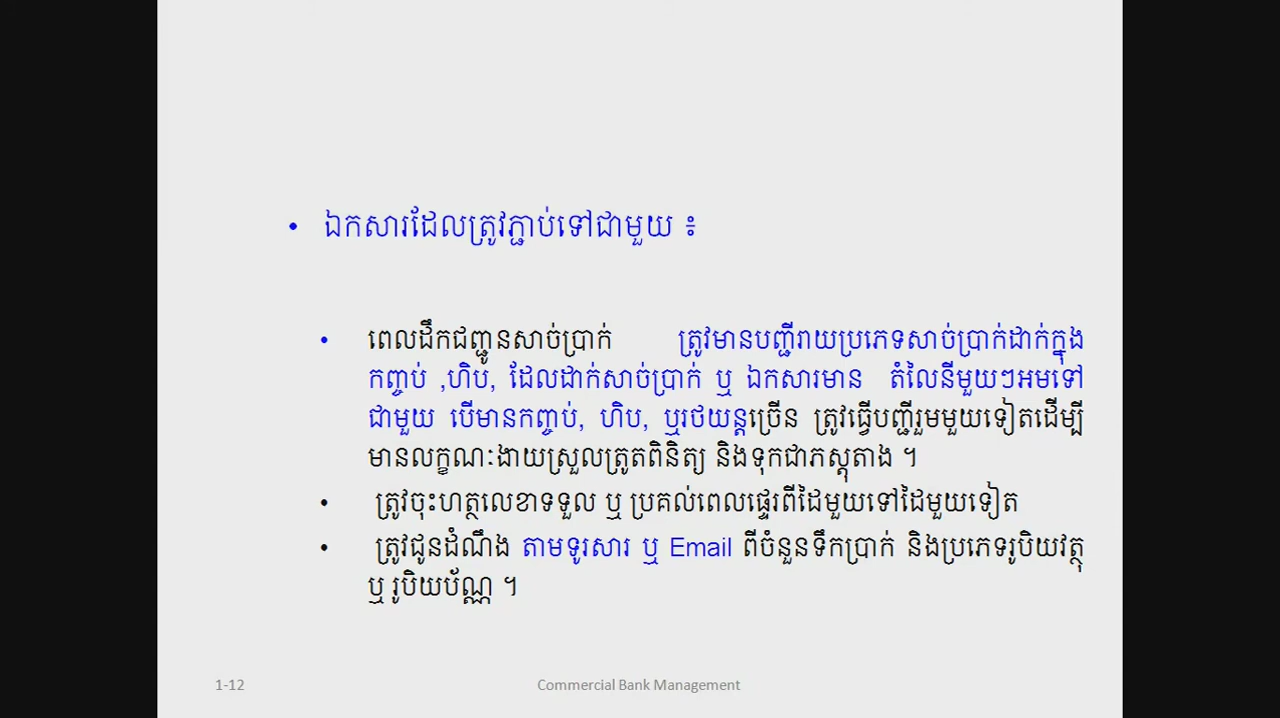 • ឯកសារដែលត្រូវភ្ជាប់ទៅជាមួយ ៖
• ពេលដឹកជញ្ជូនសាច់ប្រាក់ ត្រូវមានបញ្ជីរាយប្រភេទសាច់ប្រាក់ដាក់ក្នុង
កញ្ចប់ ,ហិប, ដែលដាក់សាច់ប្រាក់ ឬ ឯកសារមាន តំលៃនីមួយៗអមទៅ
ជាមួយ បើមានកញ្ចប់, ហិប, ឬរថយន្តច្រើន ត្រូវធ្វើបញ្ជីរួមមួយទៀតដើម្បី
មានលក្ខណៈងាយស្រួលត្រួតពិនិត្យ និងទុកជាភស្តុតាង ។
• ត្រូវចុះហត្ថលេខាទទួល ឬ ប្រគល់ពេលផ្ទេរពីដៃមួយទៅដៃមួយទៀត
• ត្រូវជូនដំណឹង តាមទូរសារ ឬ Email ពីចំនួនទឹកប្រាក់ និងប្រភេទរូបិយវត្ថុ
ឬ រូបិយប័ណ្ណ ។
1-12 Commercial Bank Management